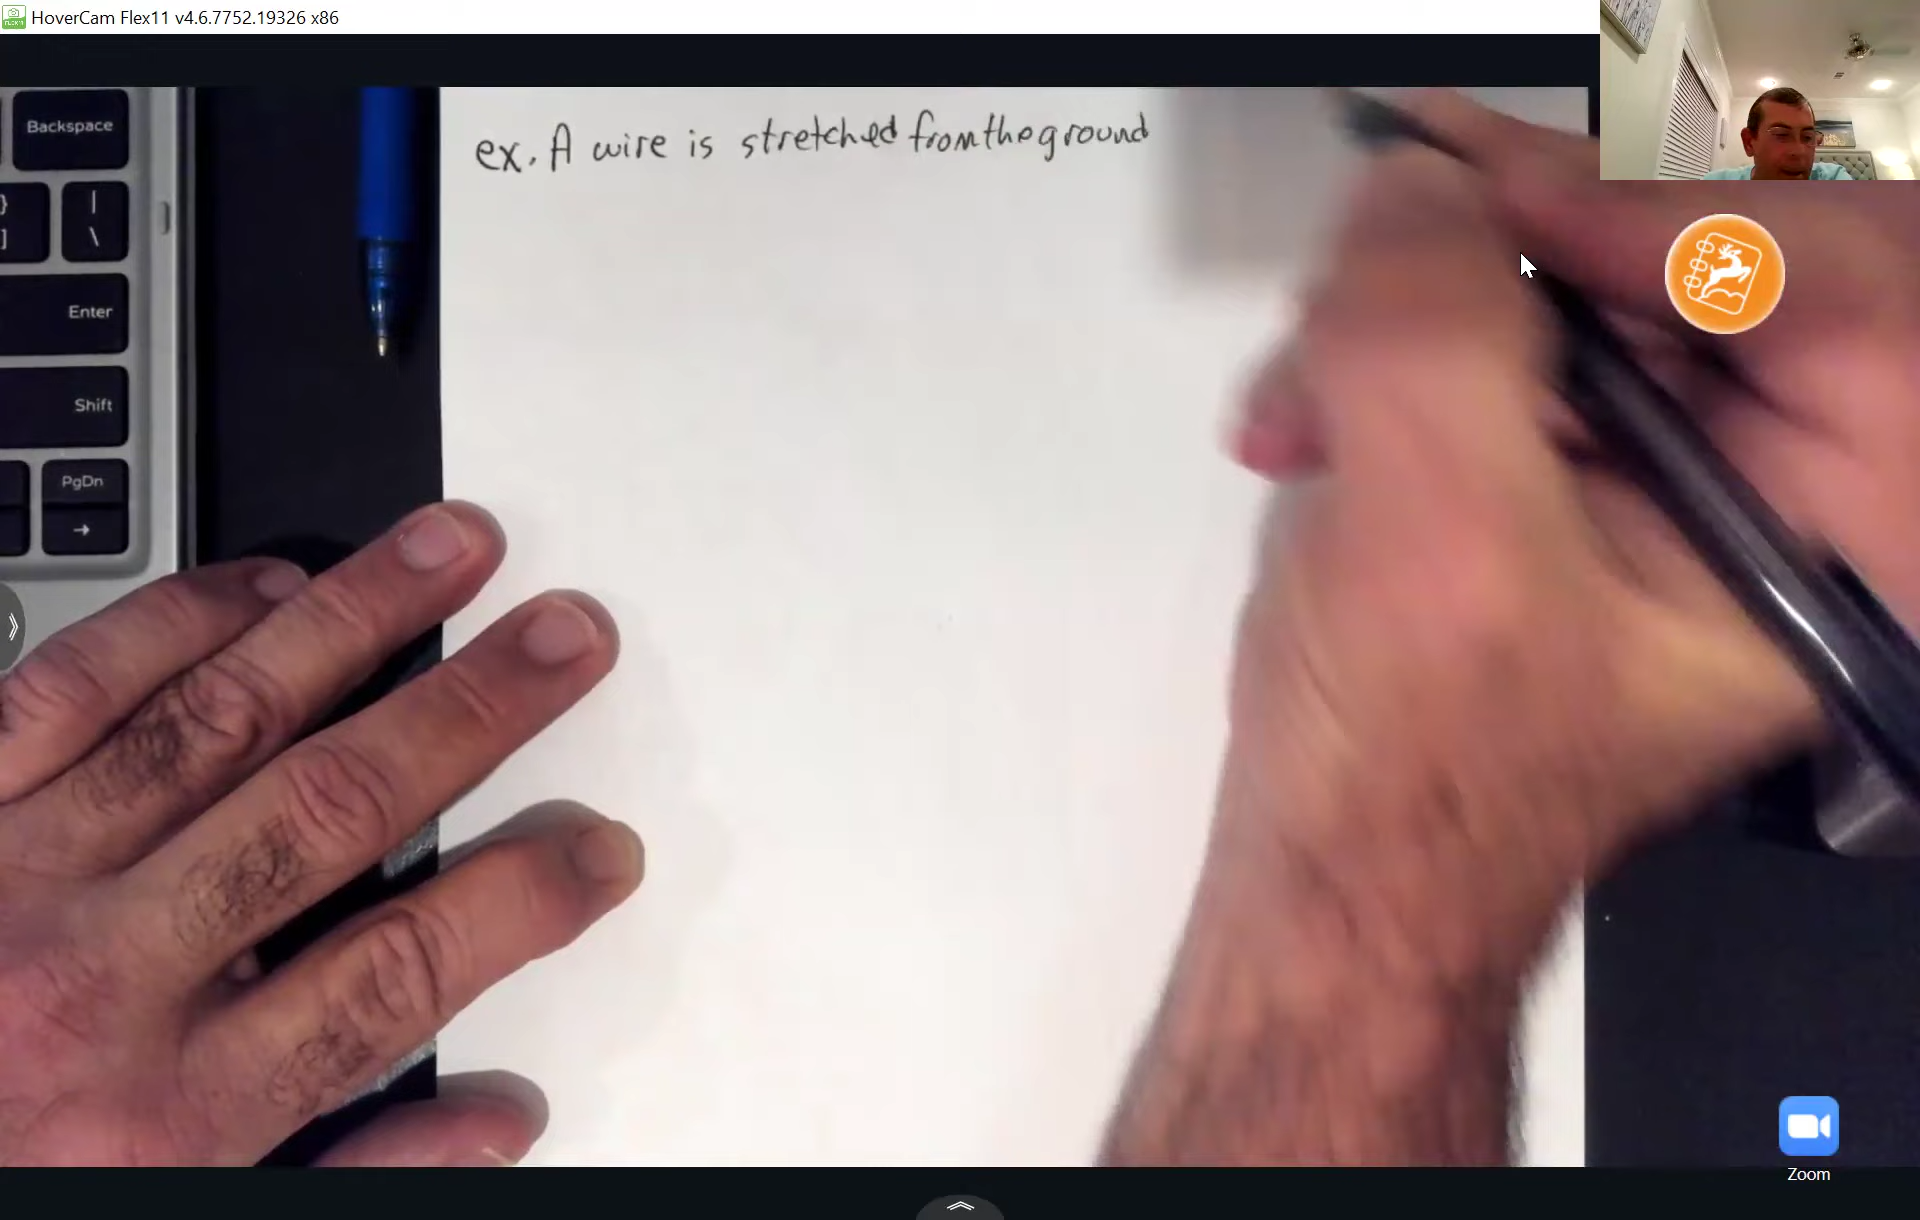 HoverCam Flex11 v4.6.7752.19326 x86
Backspace
ex. A wire is stretched from the ground
}
]
|
\
Enter
Shift
PgDn
Zoom